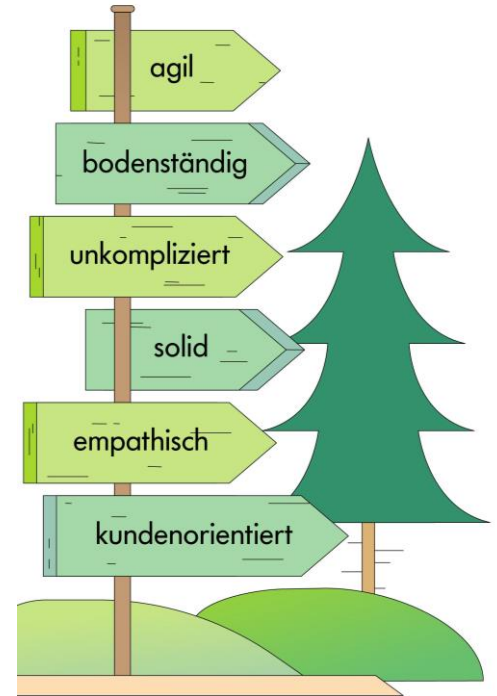 agil
bodenständig
unkompliziert
solid
empathisch
kundenorientiert